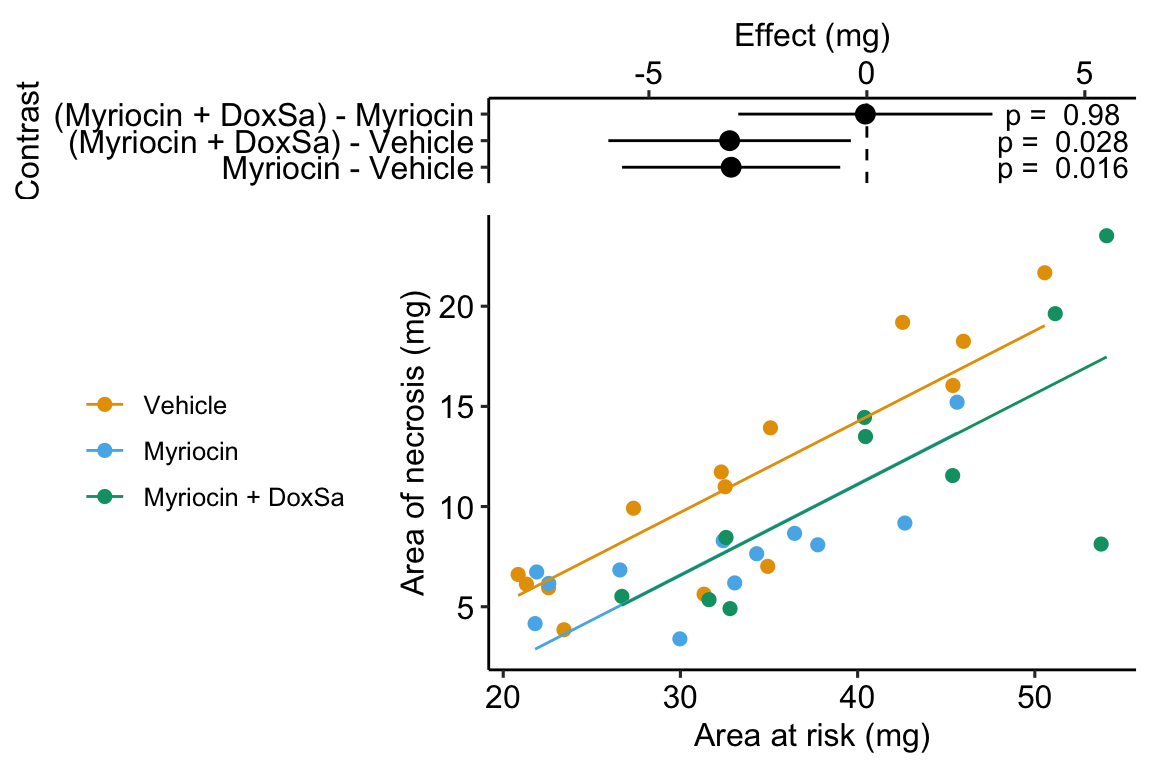 Effect (mg)
-5 0 5
Contrast
(Myriocin + DoxSa) - Myriocin p = 0.98
(Myriocin + DoxSa) - Vehicle p = 0.028
Myriocin - Vehicle p = 0.016
Area of necrosis (mg)
20
15
10
5
Vehicle
Myriocin
Myriocin + DoxSa
20 30 40 50
Area at risk (mg)